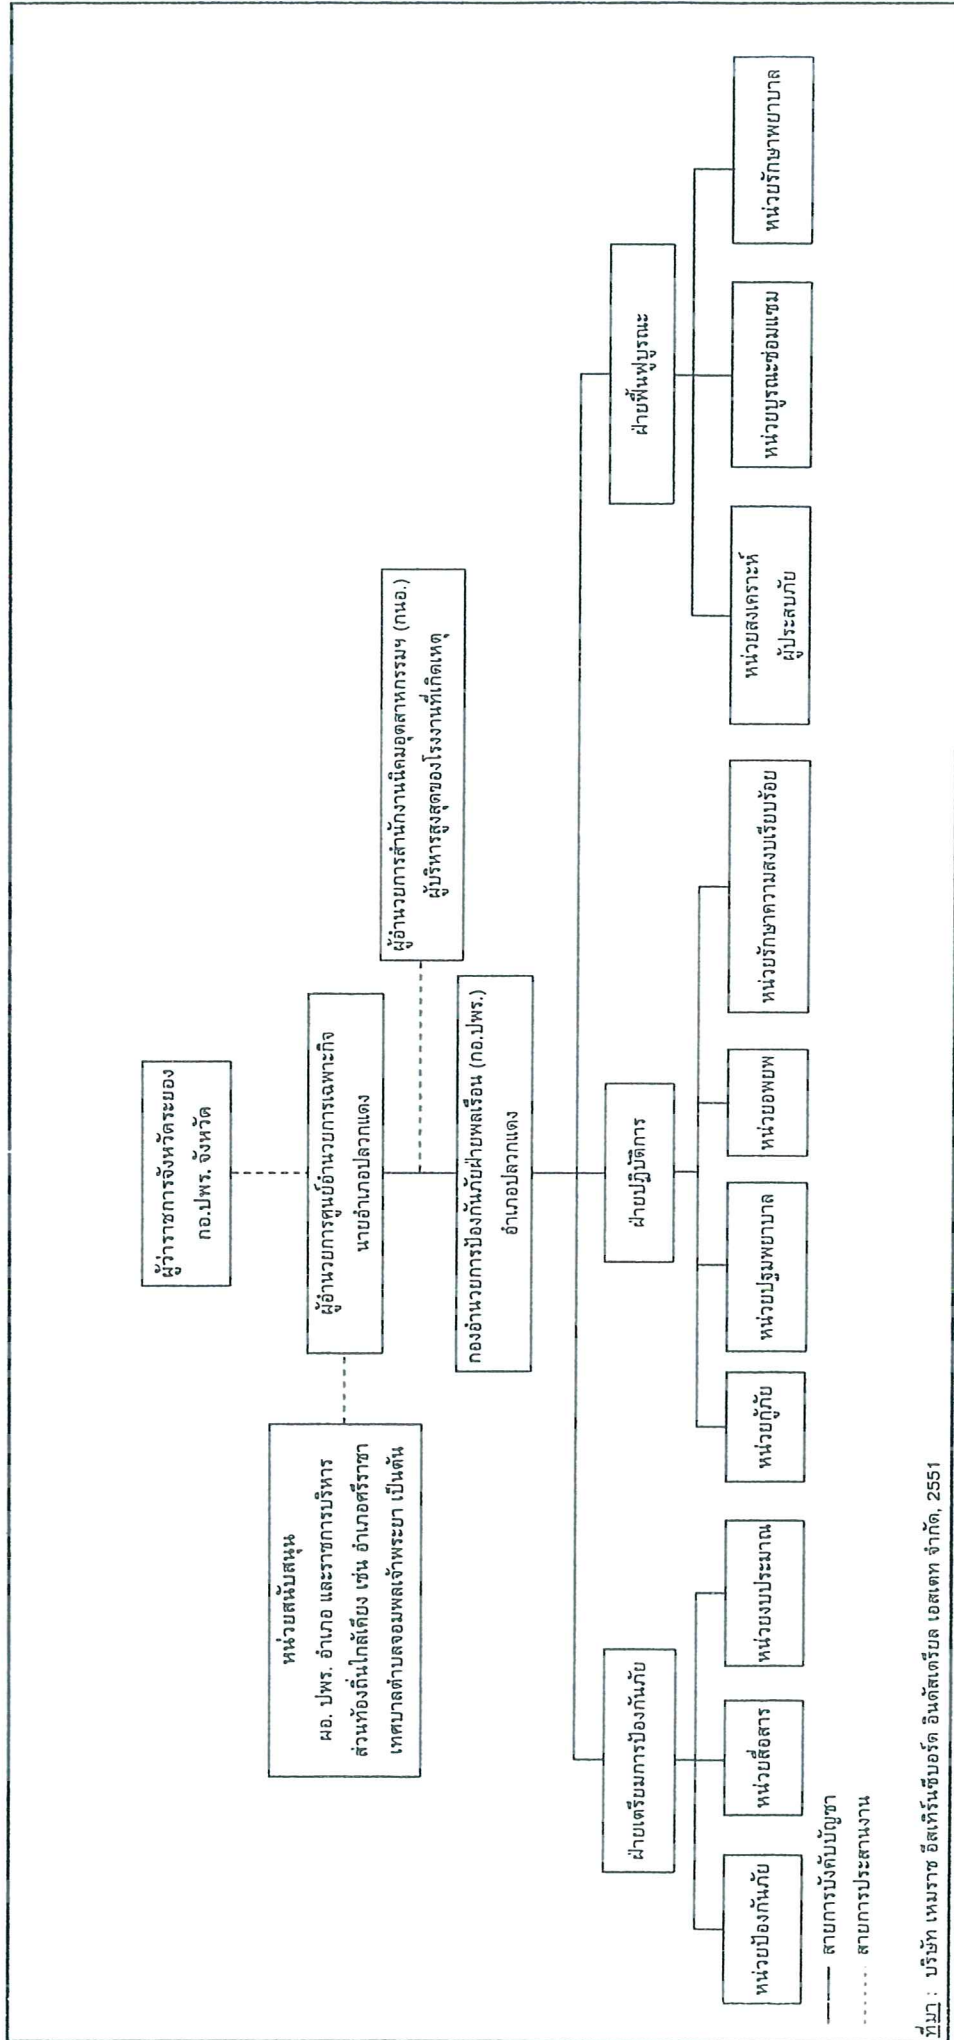 ผู้ว่าราชการจังหวัดระยอง
กอ.ปพร. จังหวัด
ผู้อำนวยการศูนย์อำนวยการเฉพาะกิจ
นายอำเภอปลวกแดง
หน่วยสนับสนุน
ผอ. ปพร. อำเภอ และราชการบริหาร
ส่วนท้องถิ่นใกล้เคียง เช่น อำเภอศรีราชา
เทศบาลตำบลจอมพลเจ้าพระยา เป็นต้น
ผู้อำนวยการสำนักงานนิคมอุตสาหกรรมฯ (กนอ.)
ผู้บริหารสูงสุดของโรงงานที่เกิดเหตุ
กองอำนวยการป้องกันภัยฝ่ายพลเรือน (กอ.ปพร.)
อำเภอปลวกแดง
ฝ่ายเตรียมการป้องกันภัย
ฝ่ายปฏิบัติการ
ฝ่ายฟื้นฟูบูรณะ
หน่วยป้องกันภัย
หน่วยสื่อสาร
หน่วยงบประมาณ
หน่วยกู้ภัย
หน่วยปฐมพยาบาล
หน่วยอพยพ
หน่วยรักษาความสงบเรียบร้อย
หน่วยสงเคราะห์
ผู้ประสบภัย
หน่วยบูรณะซ่อมแซม
หน่วยรักษาพยาบาล
สายการบังคับบัญชา
สายการประสานงาน
ที่มา : บริษัท เหมราช อีสเทิร์นซีบอร์ด อินดัสเตรียล เอสเตท จำกัด, 2551